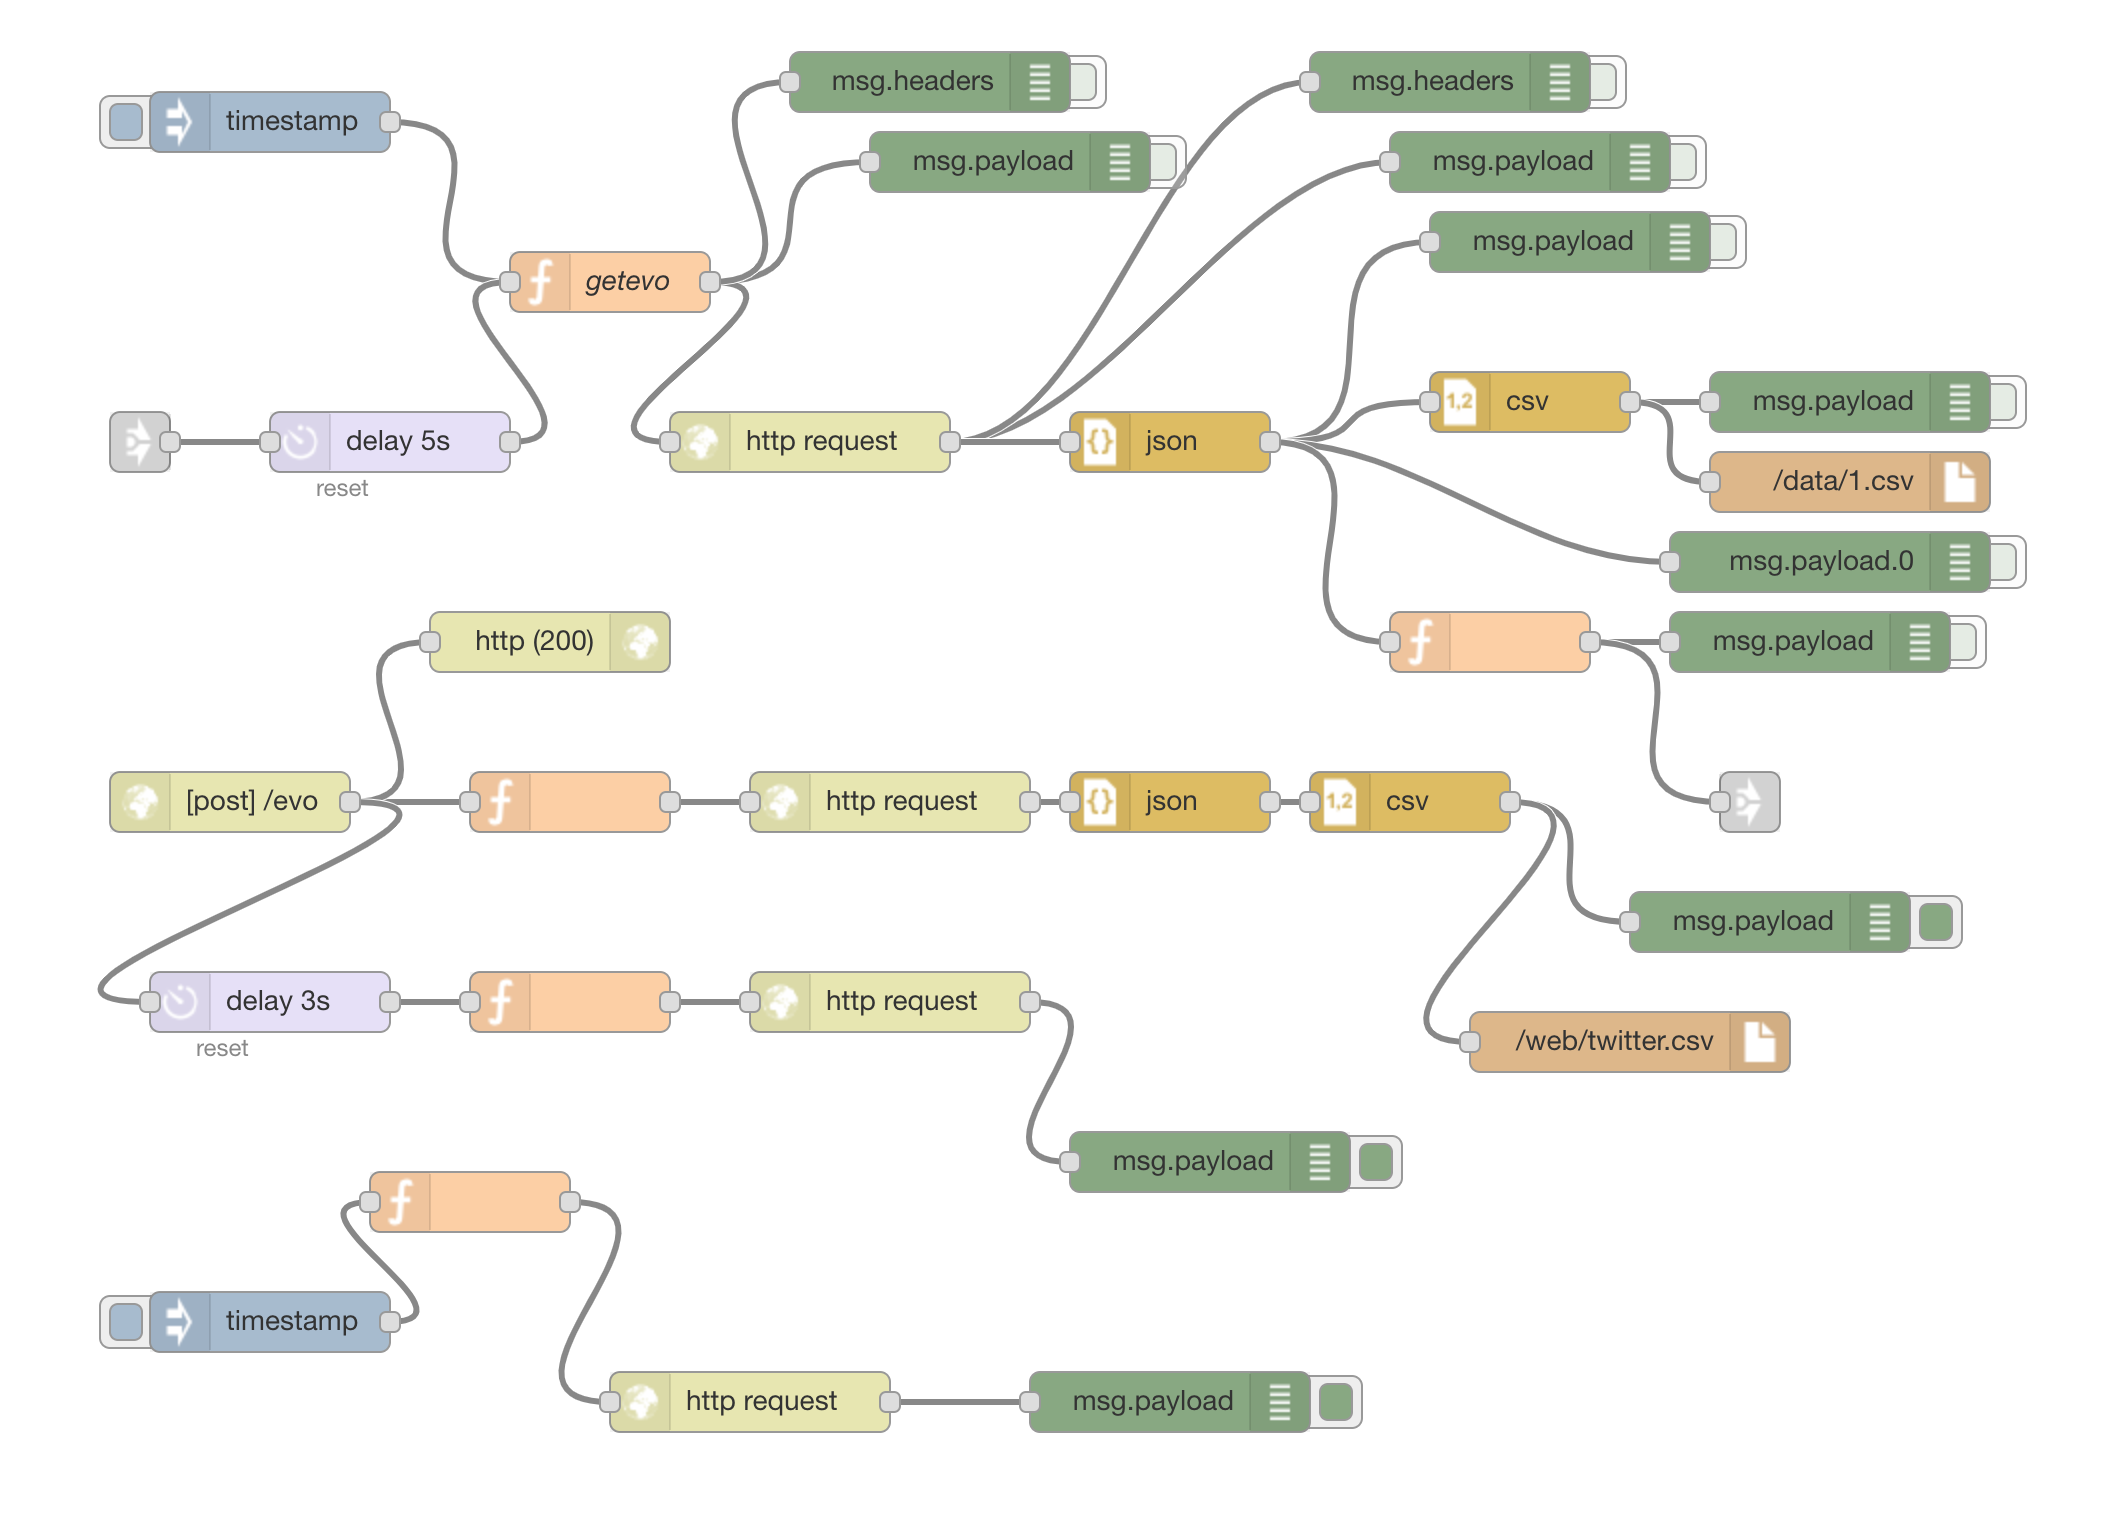 msg.headers
msg.headers
timestamp
msg.payload
msg.payload
msg.payload
getevo
csv
msg.payload
delay 5s
http request
json
reset
/data/1.csv
msg.payload.0
http (200)
msg.payload
[post] /evo
http request
json
csv
msg.payload
delay 3s
http request
reset
/web/twitter.csv
msg.payload
timestamp
http request
msg.payload